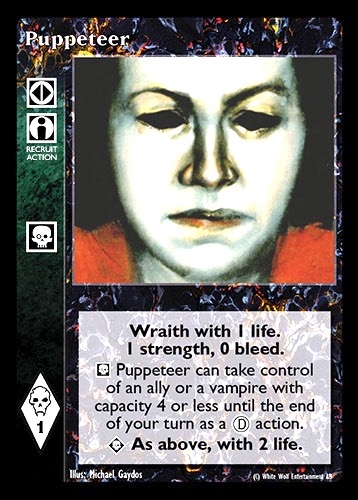 Puppeteer
RECRUIT
ACTION
Wraith with 1 life.
1 strength, 0 bleed.
Puppeteer can take control
of an ally or a vampire with
capacity 4 or less until the end
of your turn as a D action.
As above, with 2 life.
1
Illus: Michael Gaydos
(C) White Wolf Entertainment AB